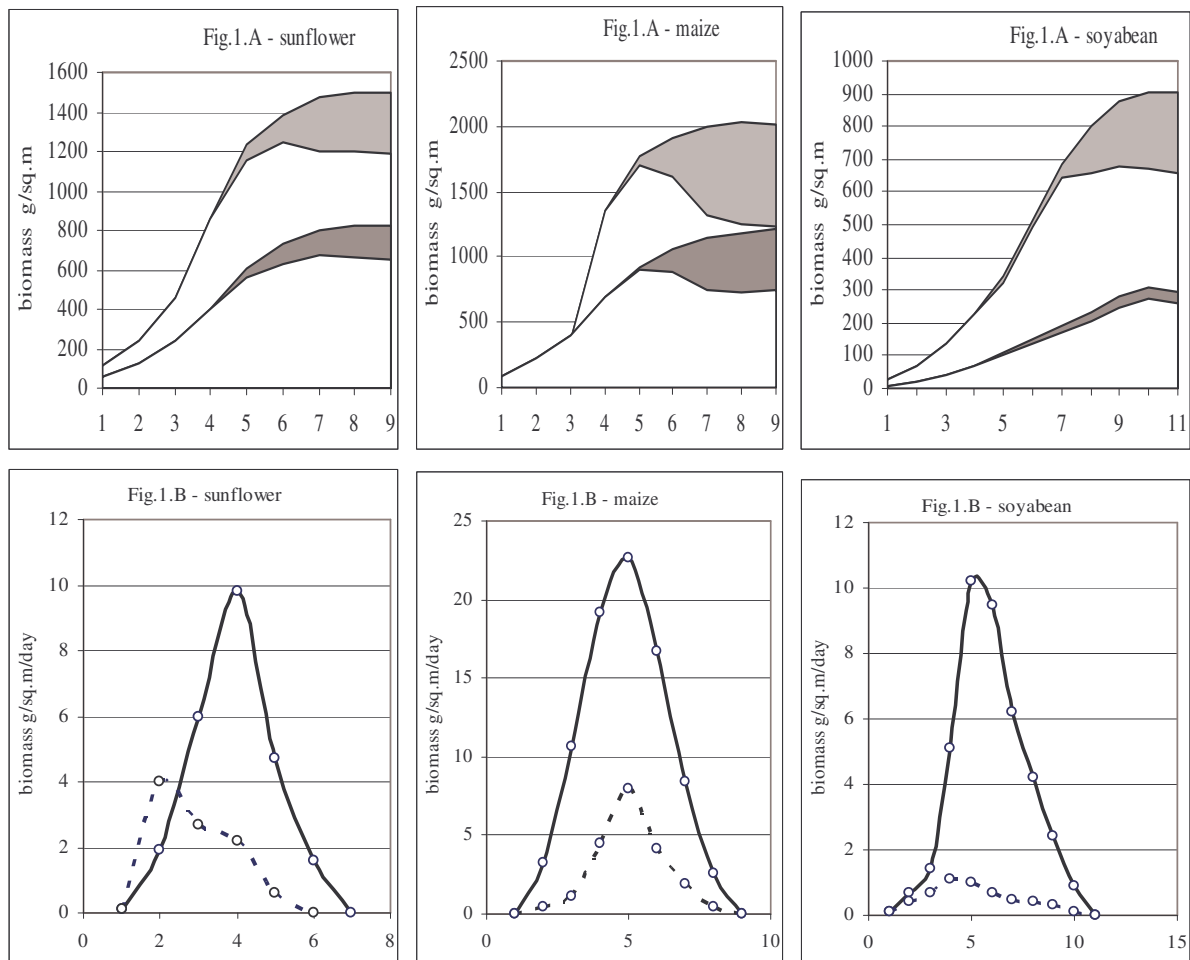 Fig.1.A - sunflower
biomass g/sq.m
1600
1400
1200
1000
800
600
400
200
0
1 2 3 4 5 6 7 8 9
Fig.1.A - maize
biomass g/sq.m
2500
2000
1500
1000
500
0
1 2 3 4 5 6 7 8 9
Fig.1.A - soyabean
biomass g/sq.m
1000
900
800
700
600
500
400
300
200
100
0
1 3 5 7 9 11
Fig.1.B - sunflower
biomass g/sq.m/day
12
10
8
6
4
2
0
0 2 4 6 8
Fig.1.B - maize
biomass g/sq.m/day
25
20
15
10
5
0
0 5 10
Fig.1.B - soyabean
biomass g/sq.m/day
12
10
8
6
4
2
0
0 5 10 15